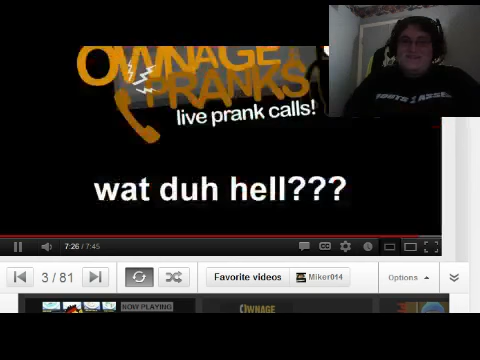 OWNAGE
PRANKS
live prank calls!
wat duh hell???
7:26 / 7:45
CC
3 / 81
Favorite videos
Miker014
Options
NOW PLAYING
OWNAGE